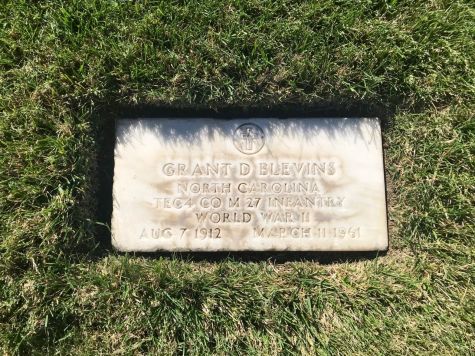 GRANT D BLEVINS
NORTH CAROLINA
TEC4 CO M 27 INFANTRY
WORLD WAR II
AUG 7 1912 MARCH 11 1961